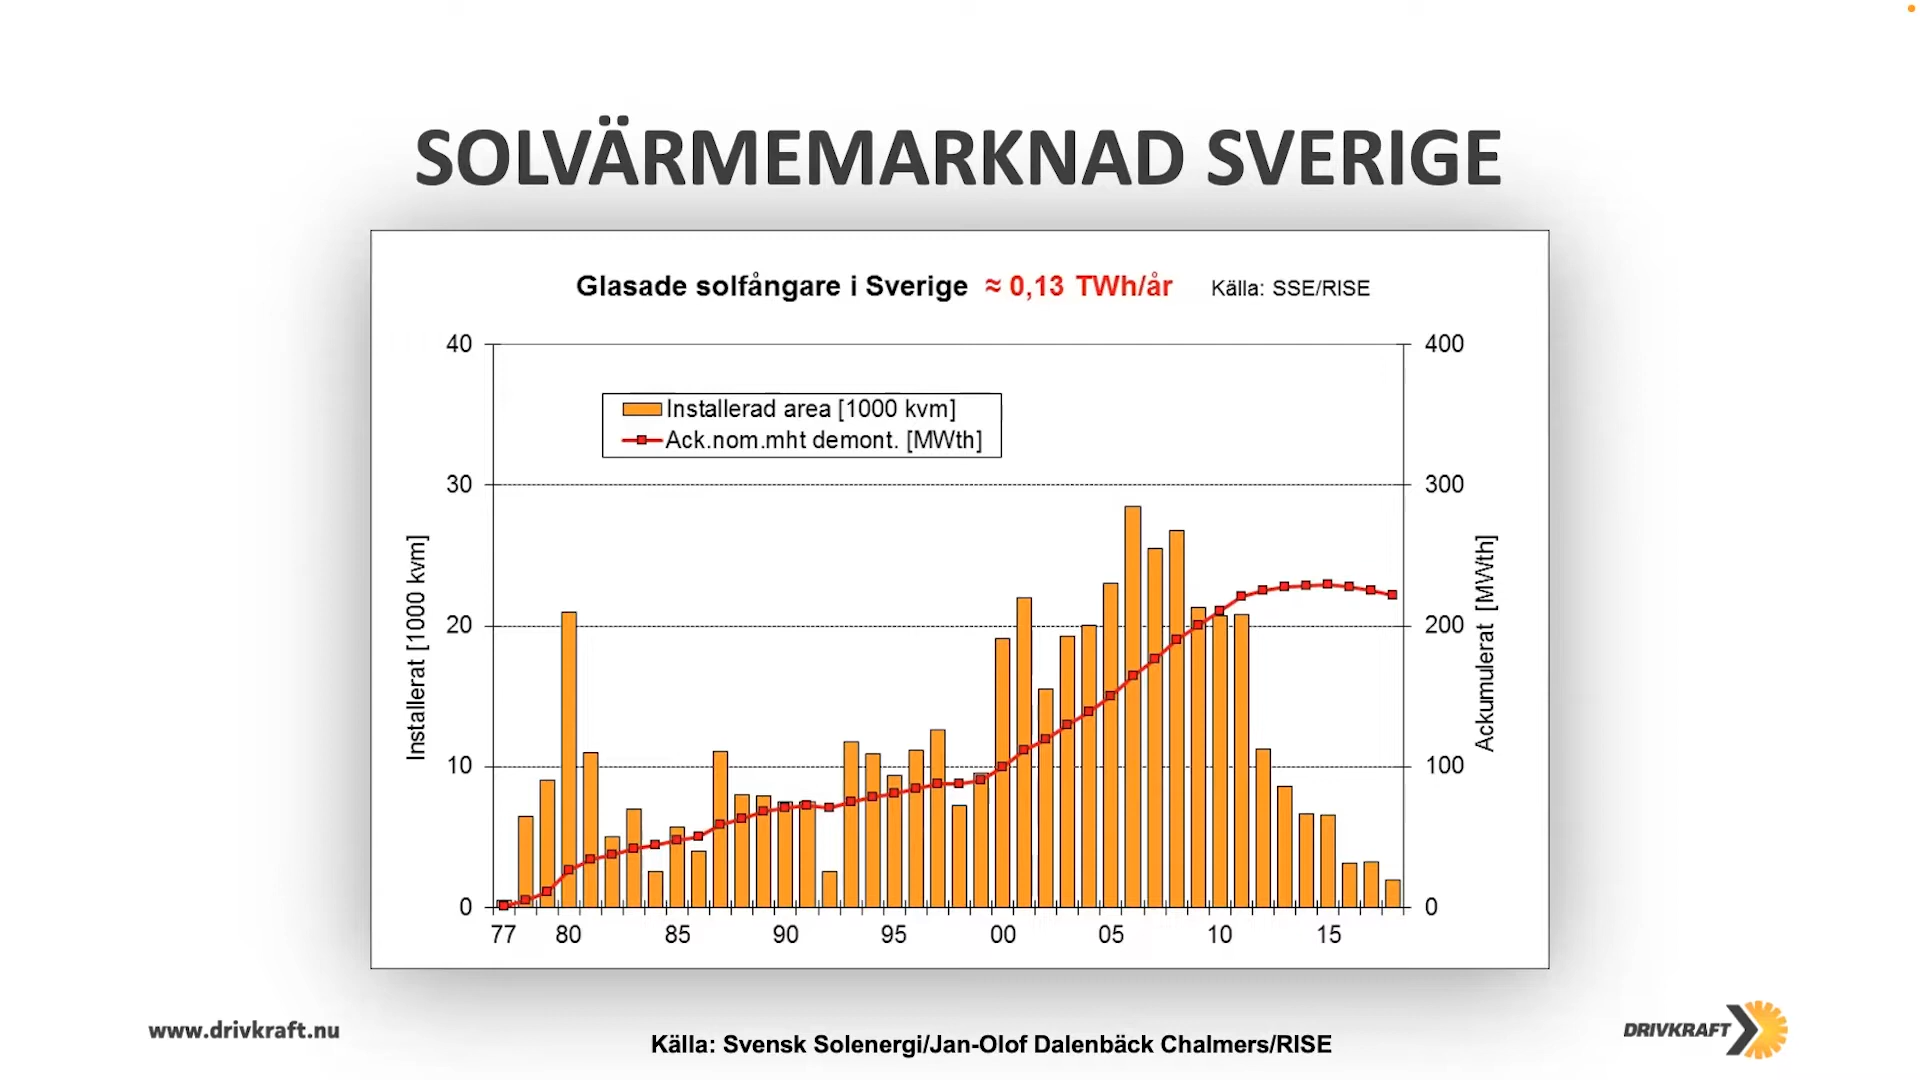 SOLVÄRMEMARKNAD SVERIGE
Glasade solfångare i Sverige ≈ 0,13 TWh/år Källa: SSE/RISE
40
30
20
10
0
400
300
200
100
0
Installerad area [1000 kvm]
Ack.nom.mht demont. [MWth]
Installerat [1000 kvm]
Ackumulerat [MWth]
77 80 85 90 95 00 05 10 15
www.drivkraft.nu
Källa: Svensk Solenergi/Jan-Olof Dalenbäck Chalmers/RISE
DRIVKRAFT